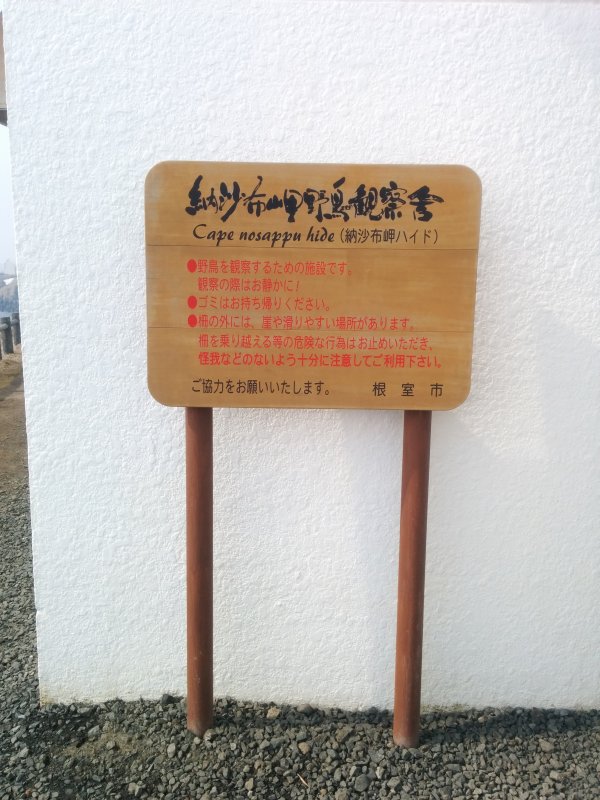 納沙布岬野鳥観察舎
Cape nosappu hide (納沙布岬ハイド)
●野鳥を観察するための施設です。
観察の際はお静かに!
●ゴミはお持ち帰りください。
●柵の外には、崖や滑りやすい場所があります。
柵を乗り越える等の危険な行為はお止めいただき、
怪我などのないよう十分に注意してご利用下さい。
ご協力をお願いいたします。 根室市